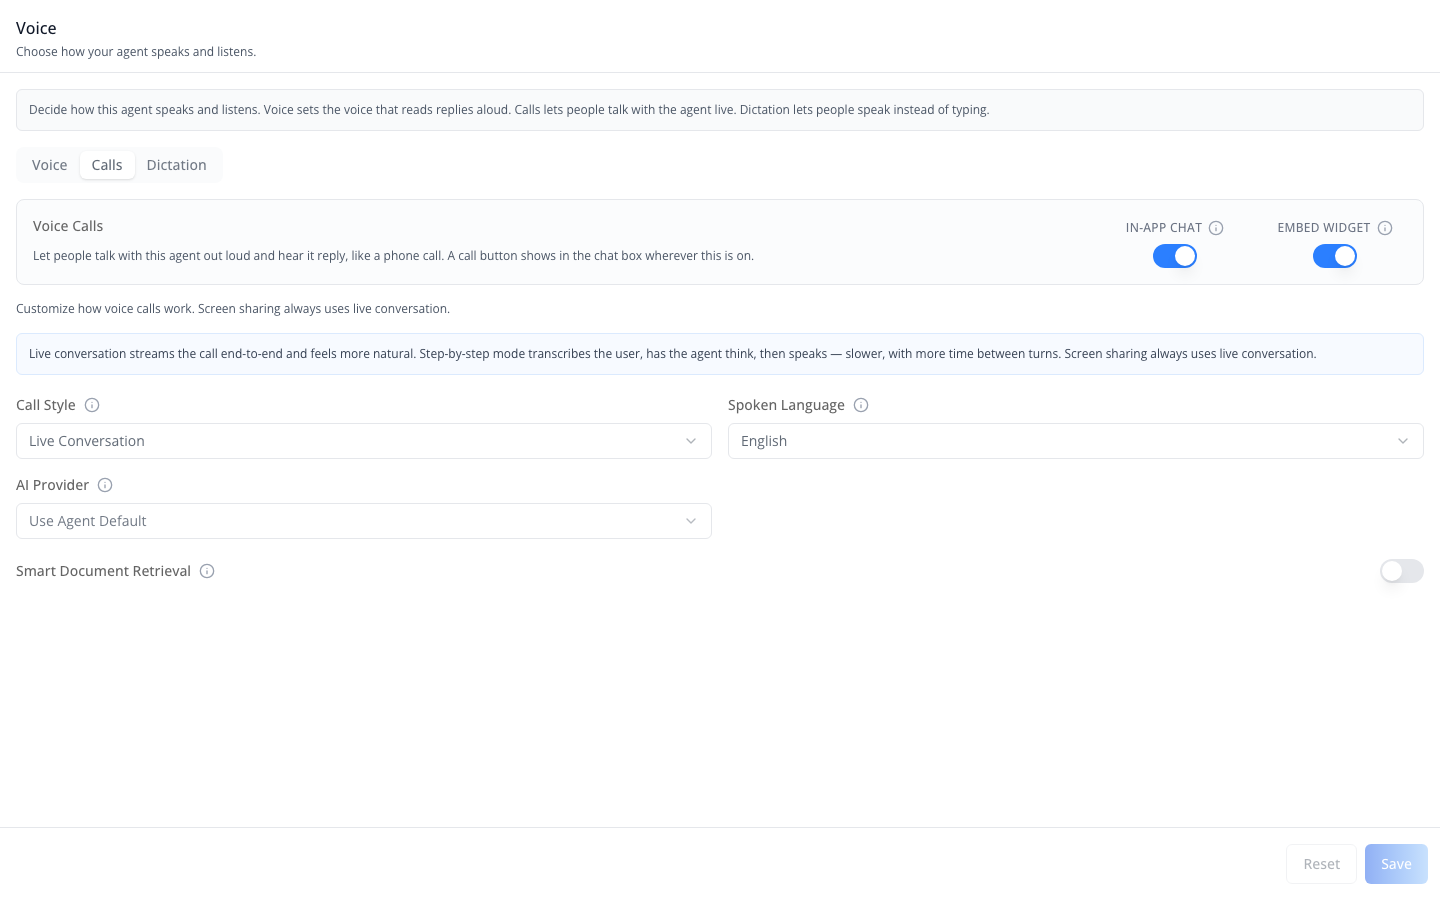 Voice
Choose how your agent speaks and listens.
Decide how this agent speaks and listens. Voice sets the voice that reads replies aloud. Calls lets people talk with the agent live. Dictation lets people speak instead of typing.
Voice Calls Dictation
Voice Calls
IN-APP CHAT
EMBED WIDGET
Let people talk with this agent out loud and hear it reply, like a phone call. A call button shows in the chat box wherever this is on.
Customize how voice calls work. Screen sharing always uses live conversation.
Live conversation streams the call end-to-end and feels more natural. Step-by-step mode transcribes the user, has the agent think, then speaks — slower, with more time between turns. Screen sharing always uses live conversation.
Call Style
Spoken Language
Live Conversation
English
AI Provider
Use Agent Default
Smart Document Retrieval
Reset
Save